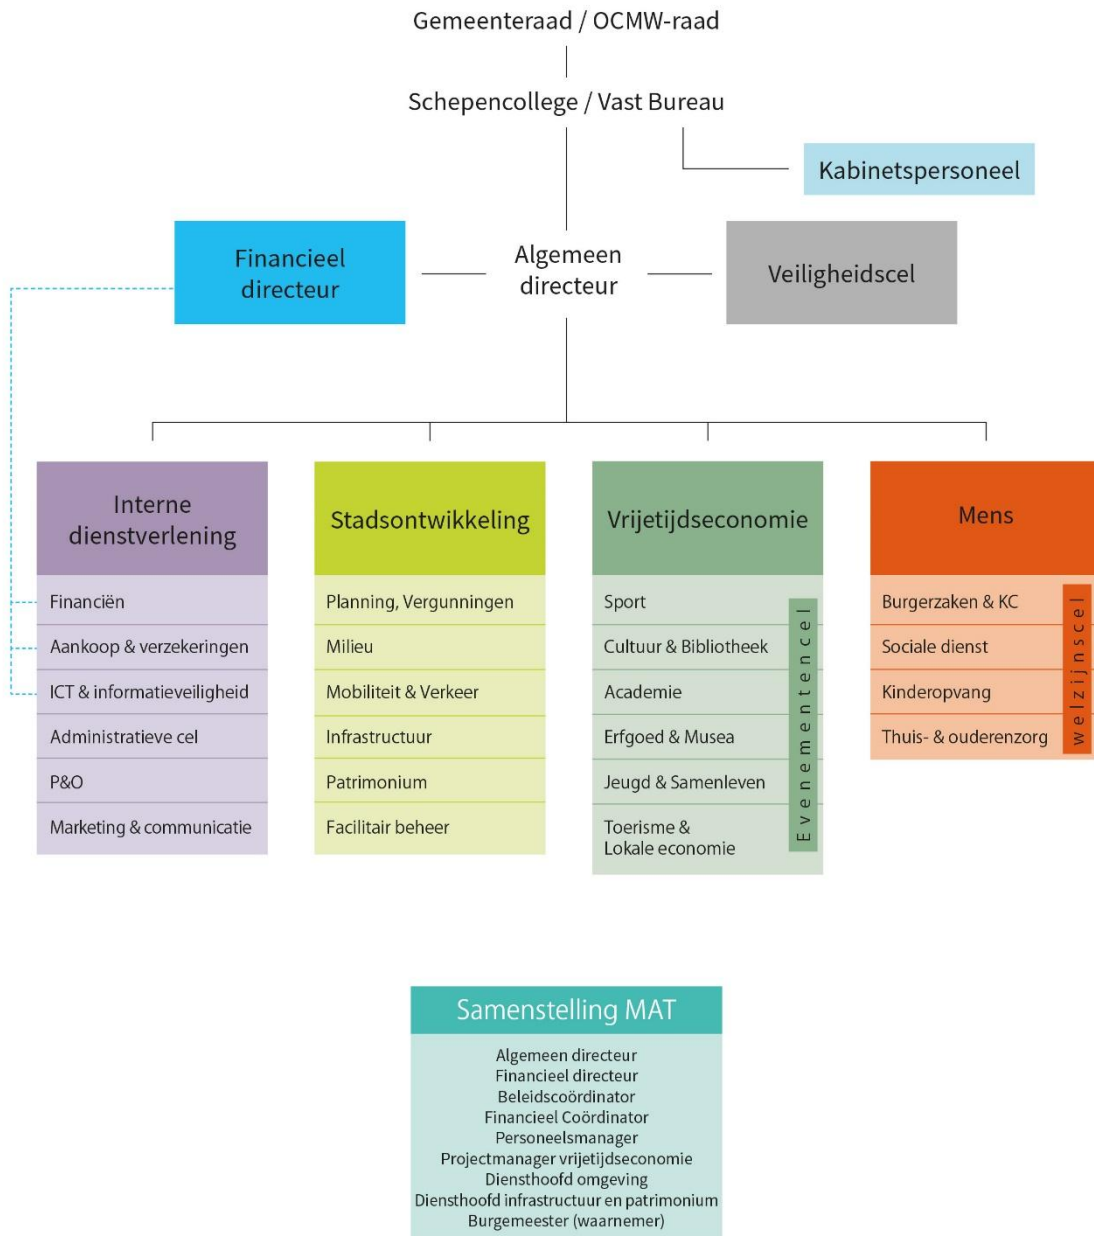 Gemeenteraad / OCMW-raad
Schepencollege / Vast Bureau
Kabinetspersoneel
Financieel
directeur
Algemeen
directeur
Veiligheidscel
Interne
dienstverlening
Financiën
Aankoop & verzekeringen
ICT & informatieveiligheid
Administratieve cel
P&O
Marketing & communicatie
Stadsontwikkeling
Planning, Vergunningen
Milieu
Mobiliteit & Verkeer
Infrastructuur
Patrimonium
Facilitair beheer
Vrijetijdseconomie
Sport
Cultuur & Bibliotheek
Academie
Erfgoed & Musea
Jeugd & Samenleven
Toerisme &
Lokale economie
Evenementencel
Mens
Burgerzaken & KC
Sociale dienst
Kinderopvang
Thuis- & ouderenzorg
welzijnscel
Samenstelling MAT
Algemeen directeur
Financieel directeur
Beleidscoördinator
Financieel Coördinator
Personeelsmanager
Projectmanager vrijetijdseconomie
Diensthoofd omgeving
Diensthoofd infrastructuur en patrimonium
Burgemeester (waarnemer)